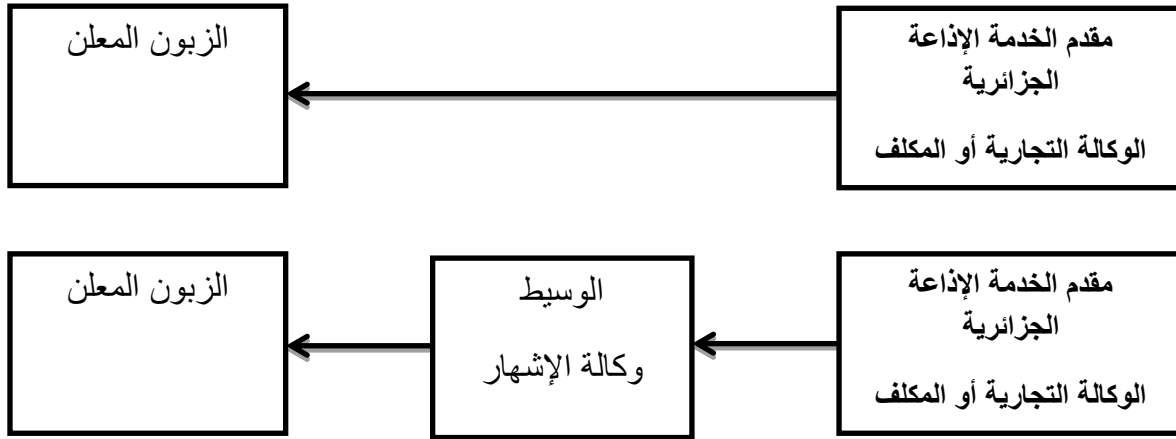 مقدم الخدمة الإذاعة
الجزائرية
الوكالة التجارية أو المكلف
الزبون المعلن
مقدم الخدمة الإذاعة
الجزائرية
الوكالة التجارية أو المكلف
الوسيط
وكالة الإشهار
الزبون المعلن